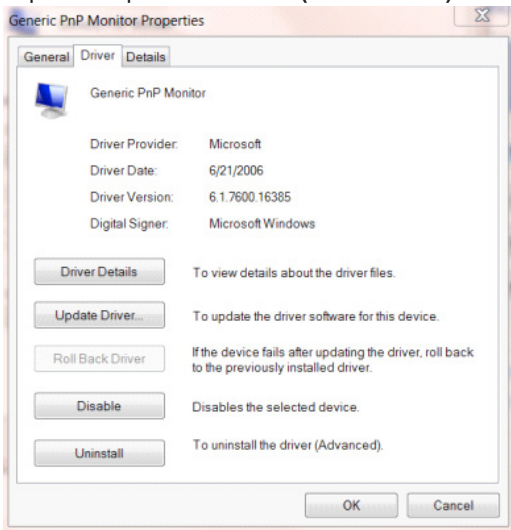 Generic PnP Monitor Properties
General Driver Details
Generic PnP Monitor
Driver Provider: Microsoft
Driver Date: 6/21/2006
Driver Version: 6.1.7600.16385
Digital Signer: Microsoft Windows
Driver Details To view details about the driver files.
Update Driver... To update the driver software for this device.
Roll Back Driver If the device fails after updating the driver, roll back
to the previously installed driver.
Disable Disables the selected device.
Uninstall To uninstall the driver (Advanced).
OK Cancel